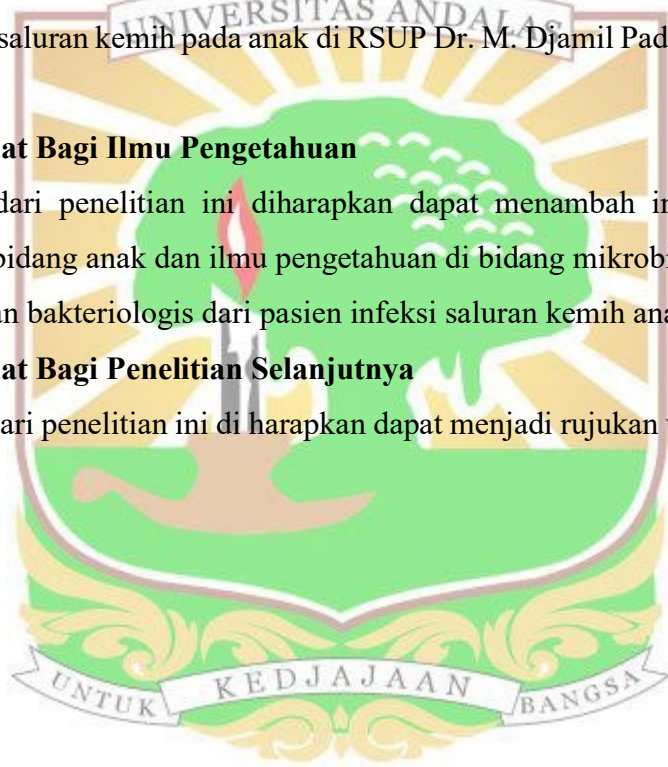 UNIVERSITAS ANDALAS
saluran kemih pada anak di RSUP Dr. M. Djamil Pad
at Bagi Ilmu Pengetahuan
dari penelitian ini diharapkan dapat menambah in
bidang anak dan ilmu pengetahuan di bidang mikrobi
an bakteriologis dari pasien infeksi saluran kemih ana
at Bagi Penelitian Selanjutnya
ari penelitian ini di harapkan dapat menjadi rujukan
UNTUK KEDJAJAAN BANGSA